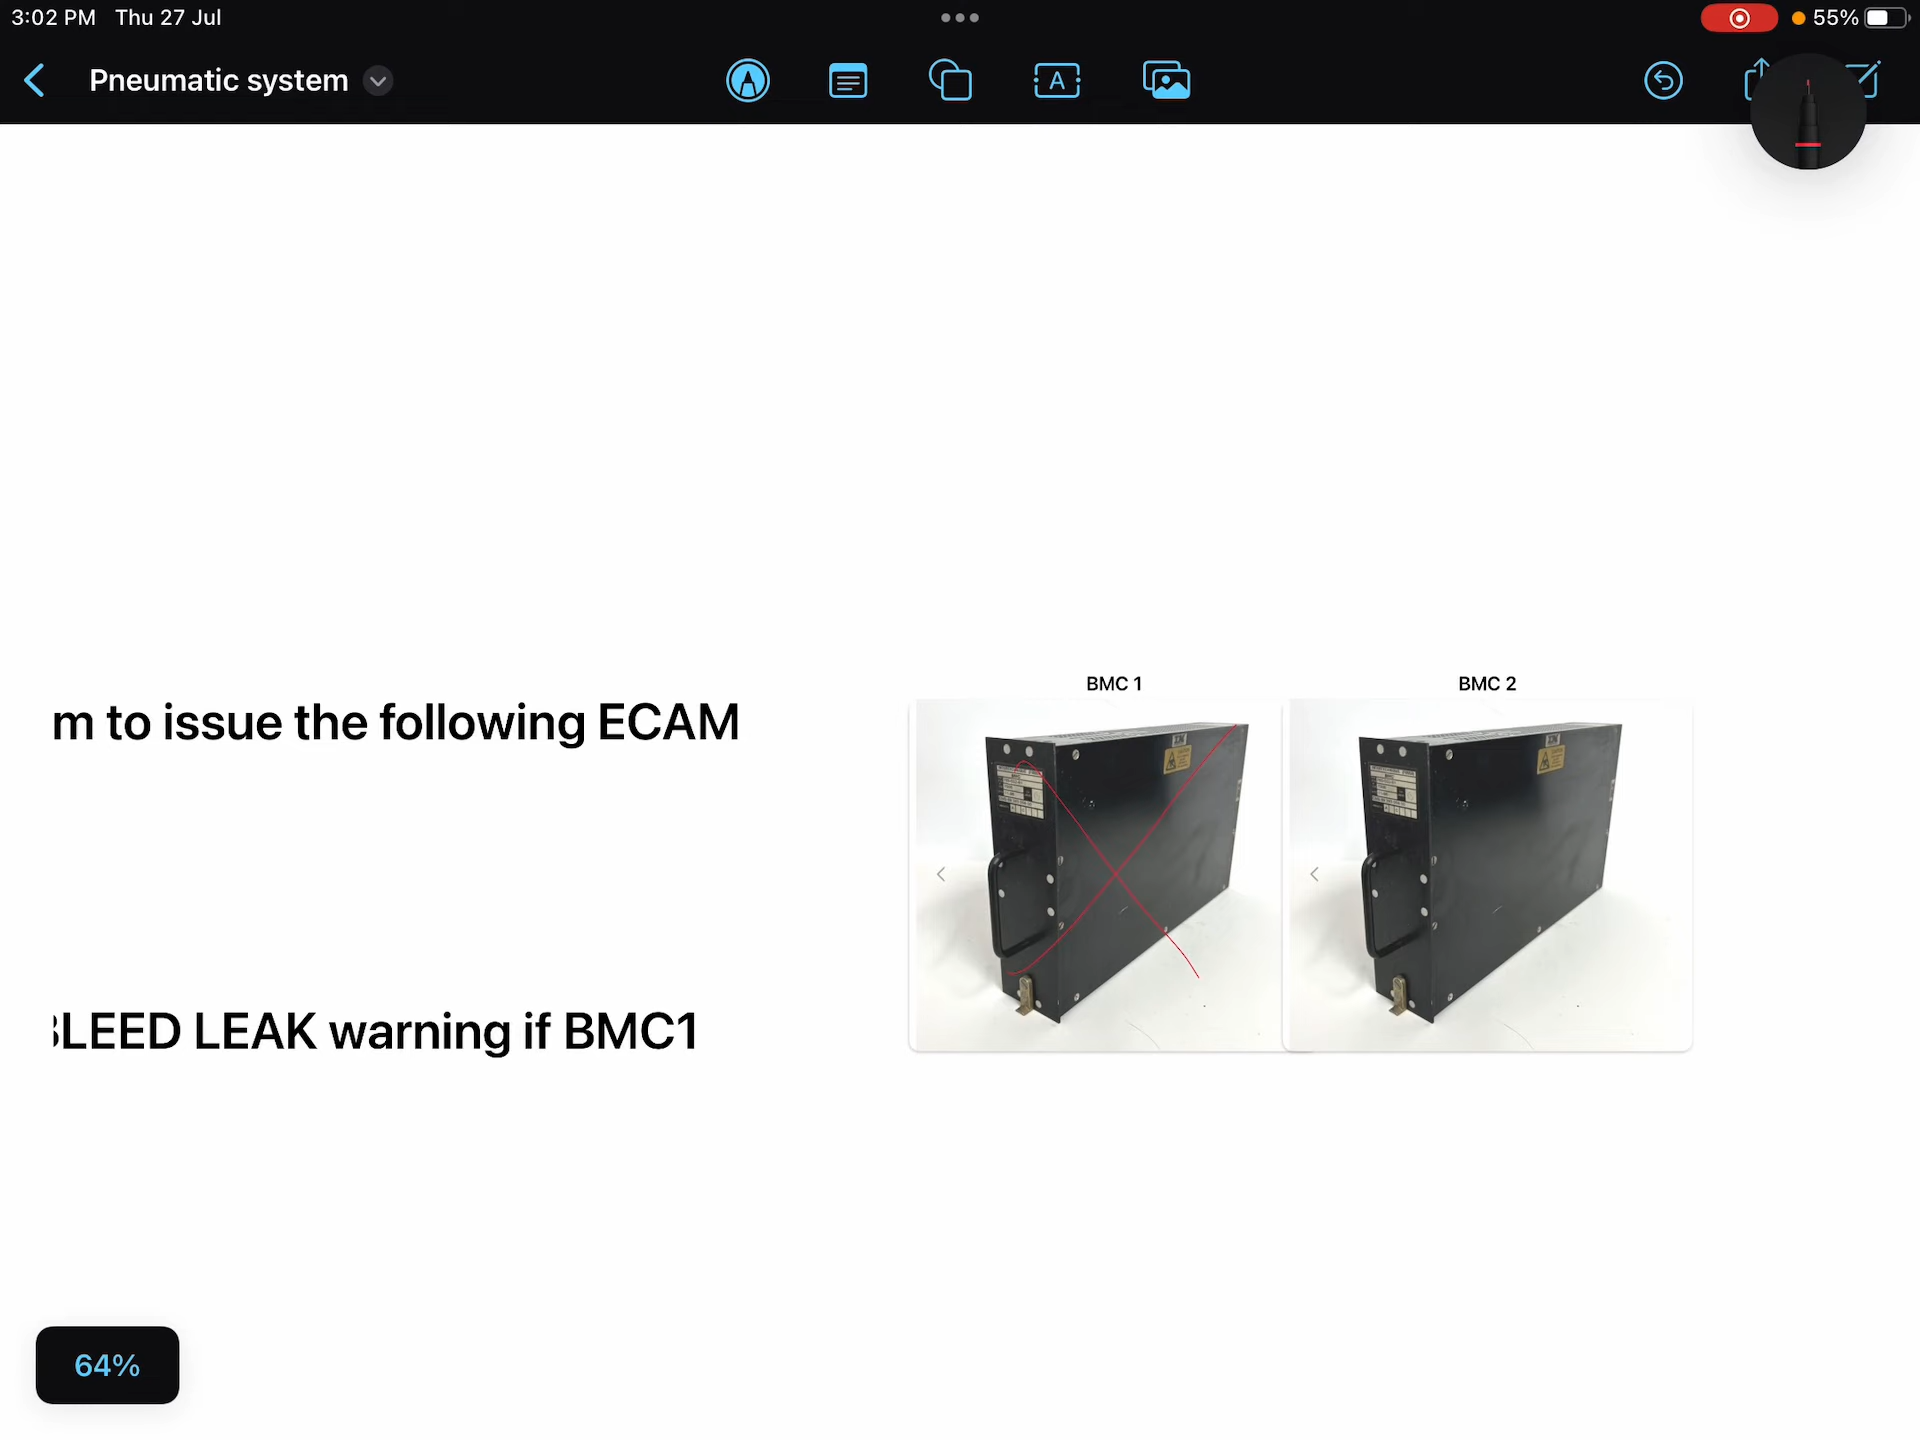 3:02 PM Thu 27 Jul
55%
Pneumatic system
A
BMC 1
BMC 2
m to issue the following ECAM
BLEED LEAK warning if BMC1
64%